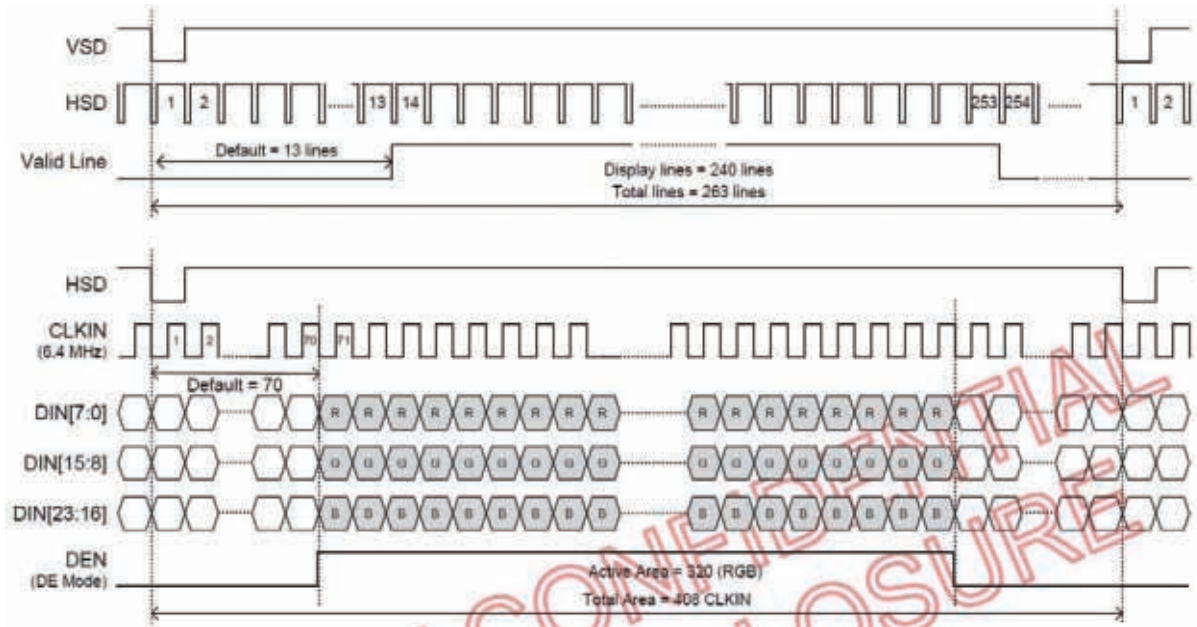 VSD
HSD 1 2 13 14 253 254 1 2
Default = 13 lines
Valid Line
Display lines = 240 lines
Total lines = 263 lines
HSD
CLKIN
(6.4 MHz)
1 2 70 71
Default = 70
DIN[7:0] R R R R R R R R R R R R R R R R R
DIN[15:8] G G G G G G G G G G G G G G G G G
DIN[23:16] B B B B B B B B B B B B B B B B B
DEN
(DE Mode)
Active Area = 320 (RGB)
Total Area = 408 CLKIN
CONFIDENTIAL